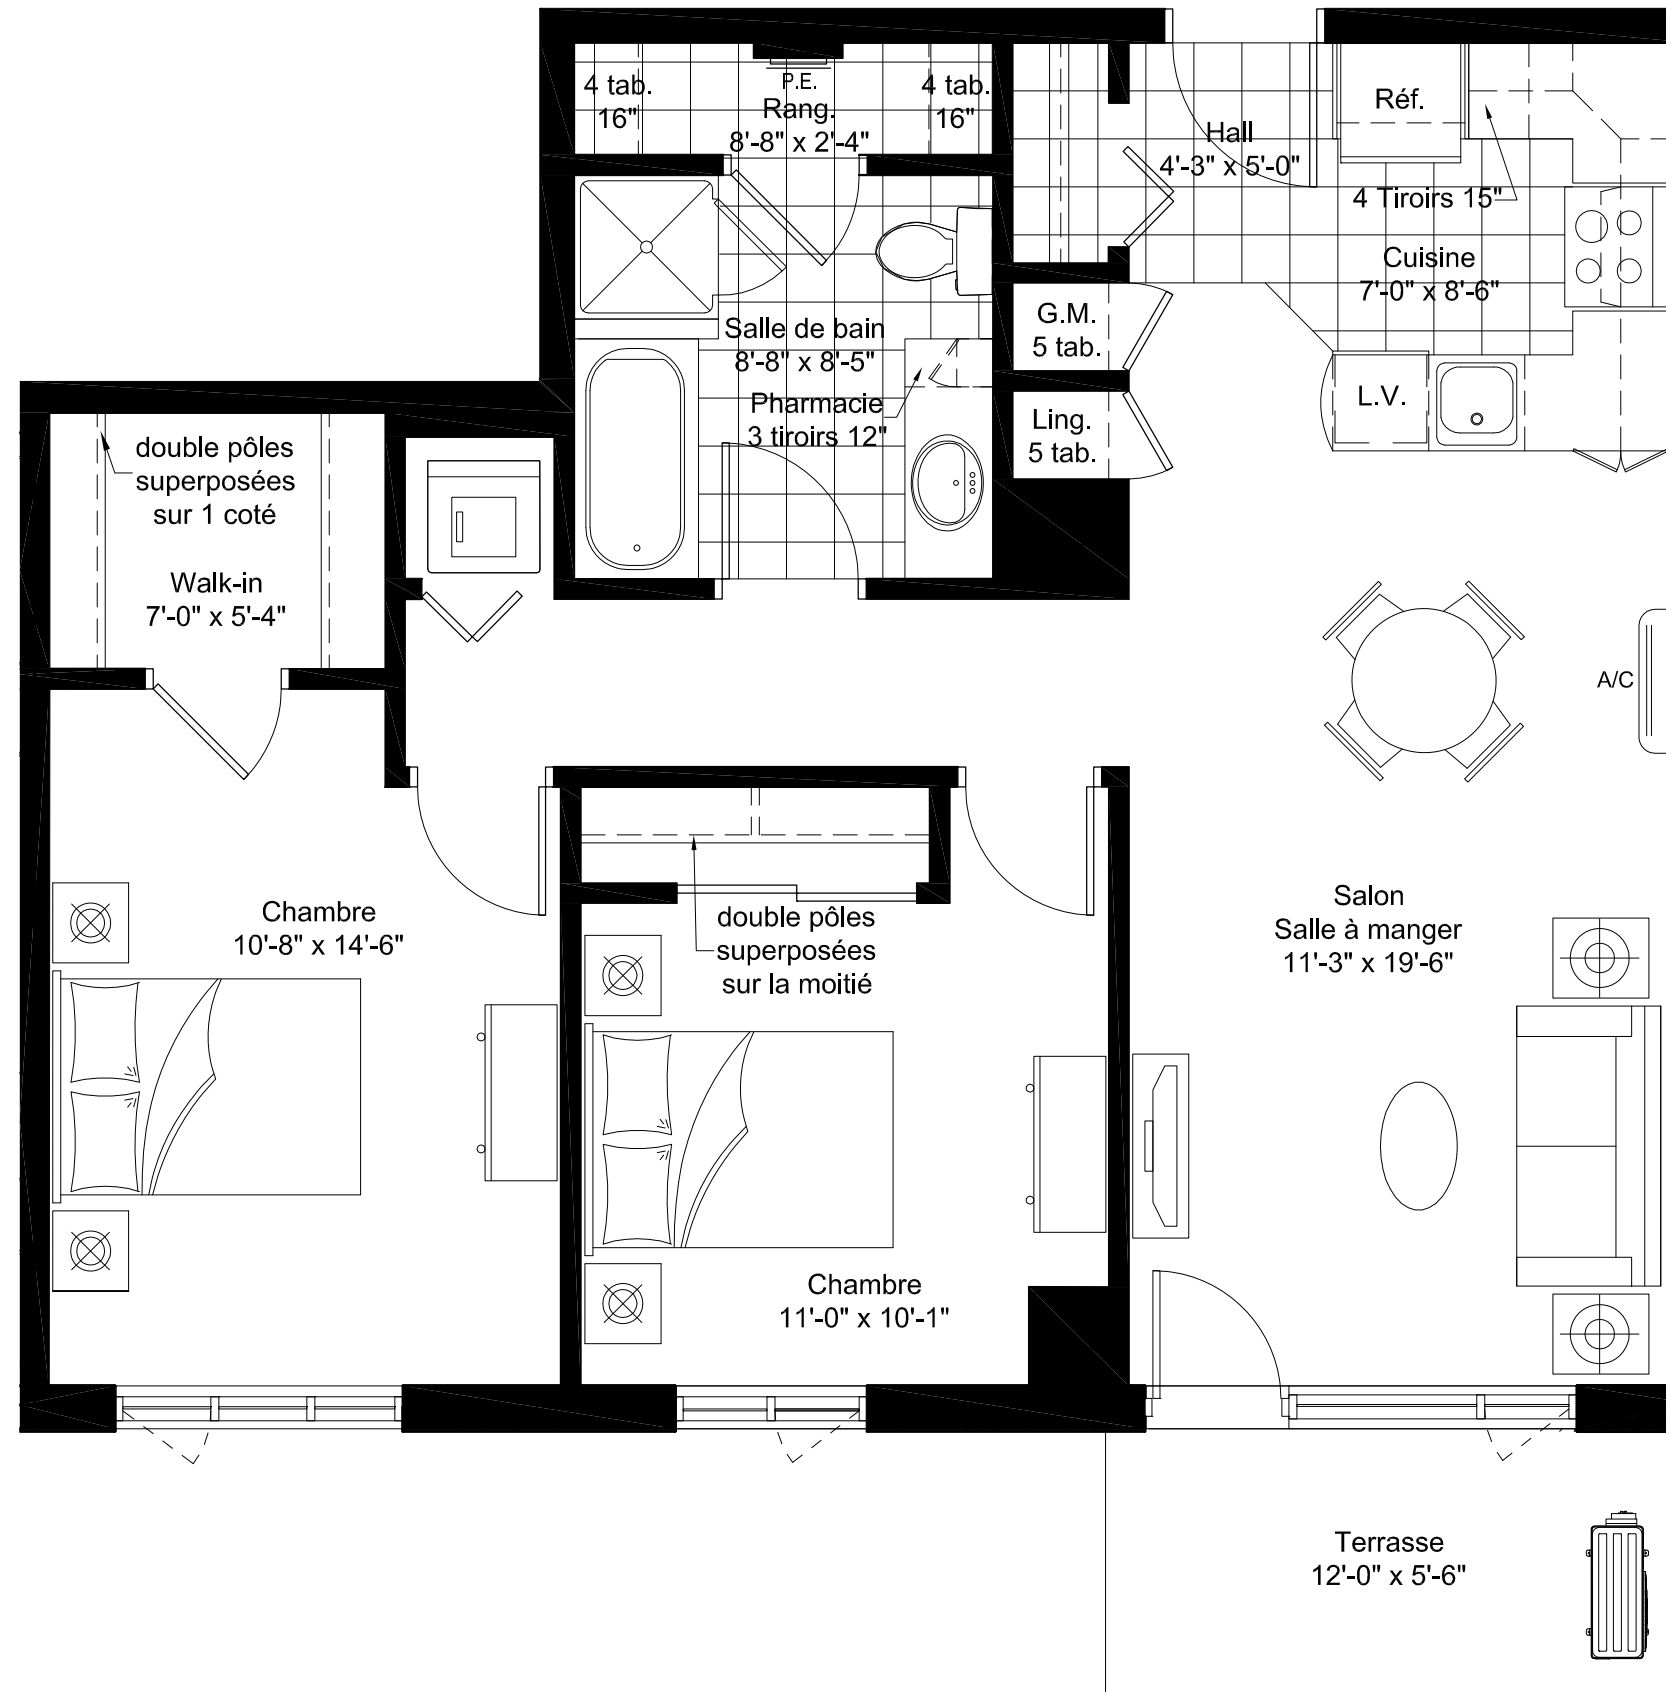 4 tab.
16"
P.E.
Rang.
8'-8" x 2'-4"
4 tab.
16"
Hall
4'-3" x 5'-0"
Réf.
4 Tiroirs 15"
Cuisine
7'-0" x 8'-6"
G.M.
5 tab.
Salle de bain
8'-8" x 8'-5"
Pharmacie
3 tiroirs 12"
Ling.
5 tab.
L.V.
double pôles
superposées
sur 1 coté
Walk-in
7'-0" x 5'-4"
A/C
Chambre
10'-8" x 14'-6"
double pôles
superposées
sur la moitié
Salon
Salle à manger
11'-3" x 19'-6"
Chambre
11'-0" x 10'-1"
Terrasse
12'-0" x 5'-6"